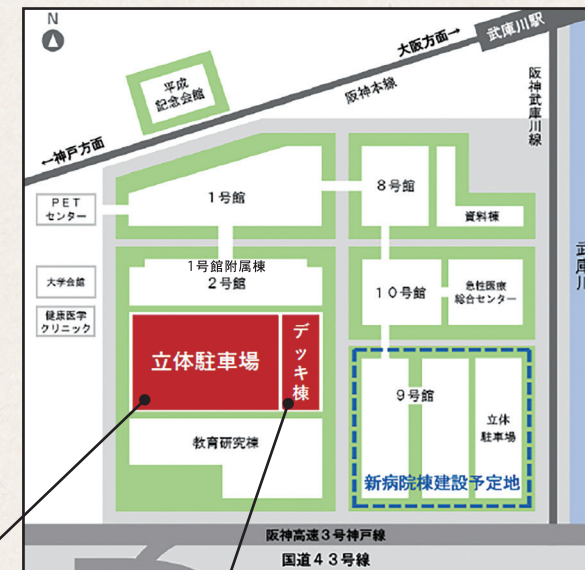 N
大阪方面→
武庫川駅
平成
記念会館
阪神本線
阪神武庫川線
←神戸方面
PET
センター
1号館
8号館
資料棟
武庫川
大学会館
1号館附属棟
2号館
10号館
急性医療
総合センター
健康医学
クリニック
立体駐車場
デッキ棟
9号館
立体
駐車場
教育研究棟
新病院棟建設予定地
阪神高速3号神戸線
国道43号線